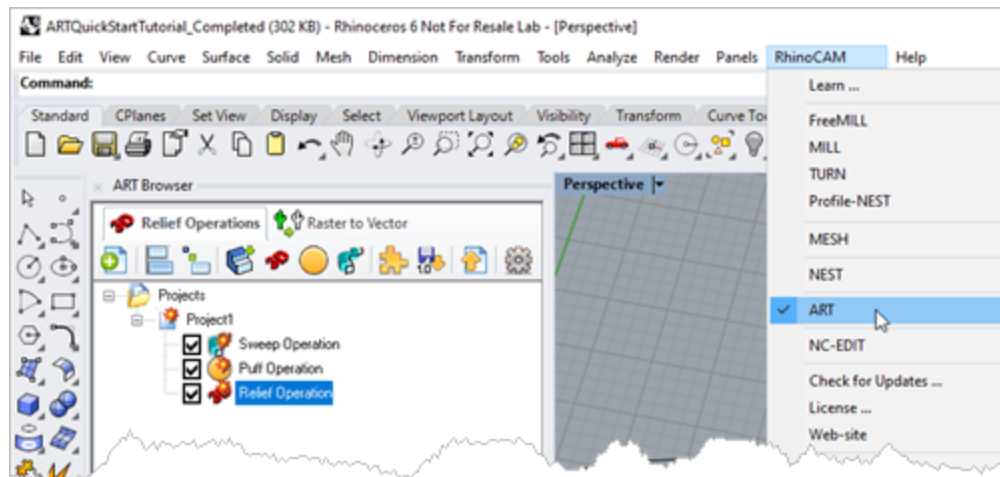 ARTQuickStartTutorial_Completed (302 KB) - Rhinoceros 6 Not For Resale Lab - [Perspective]
File Edit View Curve Surface Solid Mesh Dimension Transform Tools Analyze Render Panels RhinoCAM Help
Command:
Standard CPlanes Set View Display Select Viewport Layout Visibility Transform Curve Too
ART Browser
Relief Operations Raster to Vector
1.0
Projects
Project1
Sweep Operation
Puff Operation
Relief Operation
Perspective
Learn ...
FreeMILL
MILL
TURN
Profile-NEST
MESH
NEST
ART
NC-EDIT
Check for Updates ...
License ...
Web-site